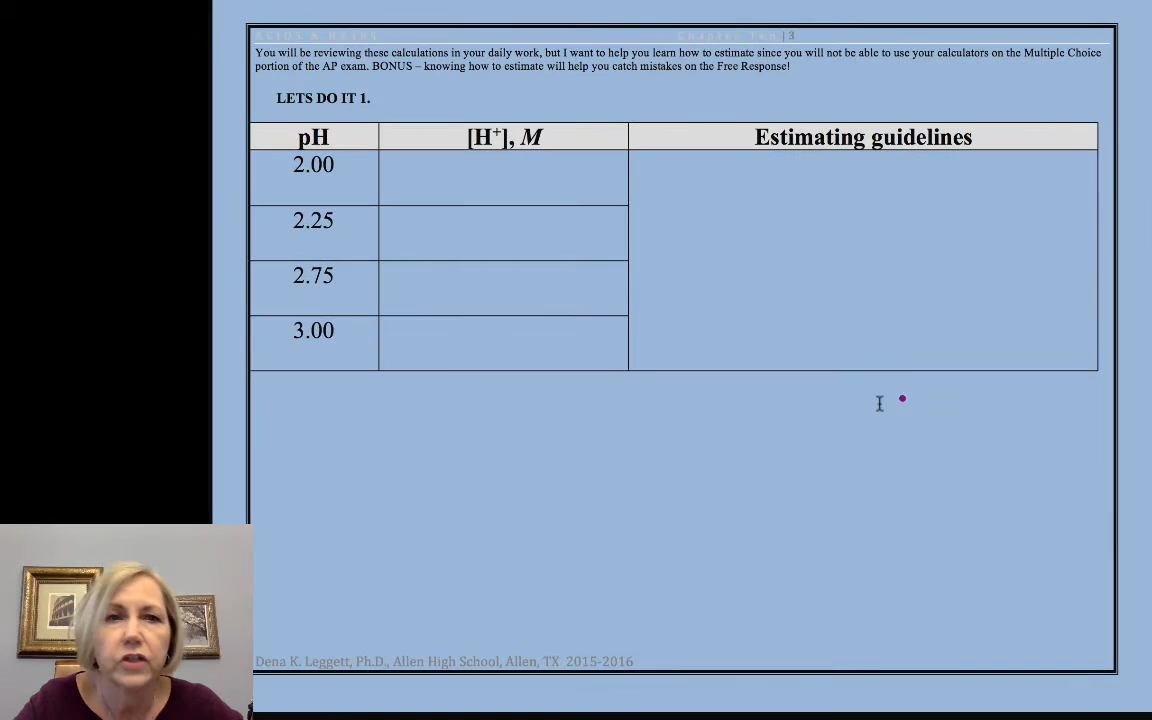 ACIDS & BASES Chapter Ten | 3
You will be reviewing these calculations in your daily work, but I want to help you learn how to estimate since you will not be able to use your calculators on the Multiple Choice
portion of the AP exam. BONUS – knowing how to estimate will help you catch mistakes on the Free Response!
LETS DO IT 1.
pH [H⁺], M Estimating guidelines
2.00
2.25
2.75
3.00
Dena K. Leggett, Ph.D., Allen High School, Allen, TX 2015-2016